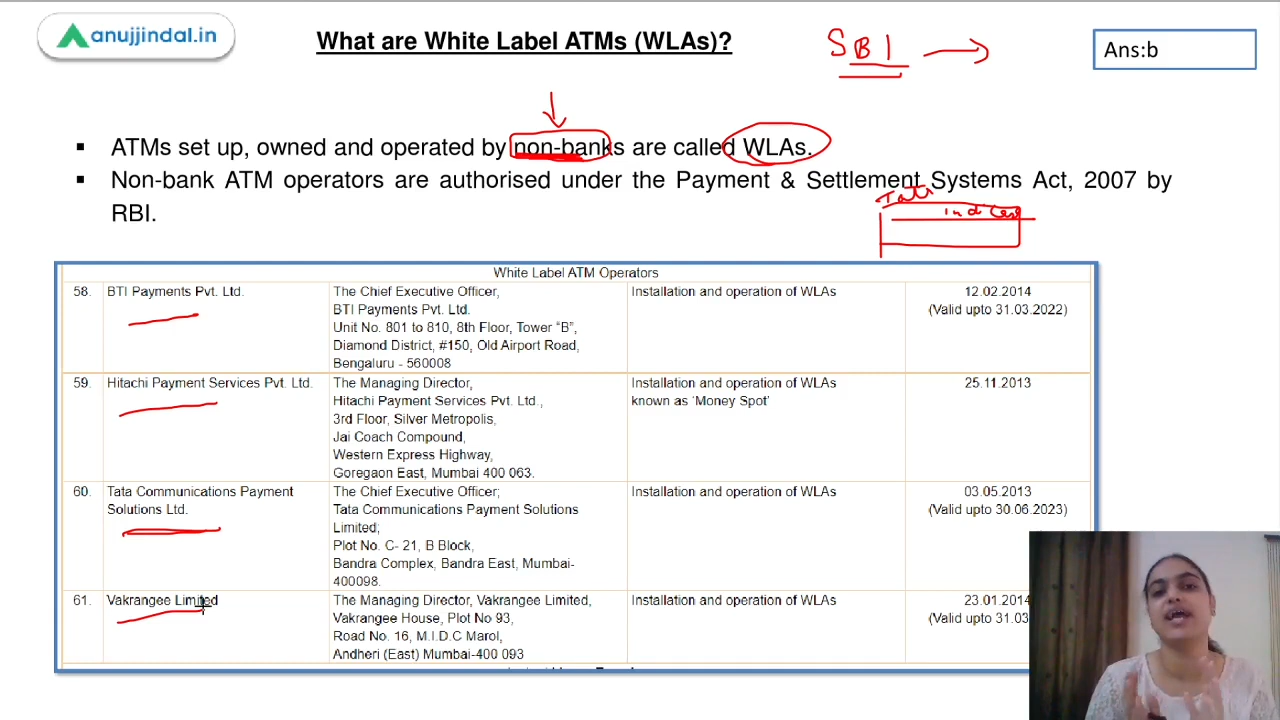 anujjindal.in
What are White Label ATMs (WLAs)?
SBI
Ans:b
ATMs set up, owned and operated by non-banks are called WLAs.
Non-bank ATM operators are authorised under the Payment & Settlement Systems Act, 2007 by
RBI.
Tata
White Label ATM Operators
58. BTI Payments Pvt. Ltd. The Chief Executive Officer, Installation and operation of WLAs 12.02.2014
BTI Payments Pvt. Ltd. (Valid upto 31.03.2022)
Unit No. 801 to 810, 8th Floor, Tower “B”,
Diamond District, #150, Old Airport Road,
Bengaluru - 560008
59. Hitachi Payment Services Pvt. Ltd. The Managing Director, Installation and operation of WLAs 25.11.2013
Hitachi Payment Services Pvt. Ltd., known as ‘Money Spot’
3rd Floor, Silver Metropolis,
Jai Coach Compound,
Western Express Highway,
Goregaon East, Mumbai 400 063.
60. Tata Communications Payment The Chief Executive Officer; Installation and operation of WLAs 03.05.2013
Solutions Ltd. Tata Communications Payment Solutions (Valid upto 30.06.2023)
Limited;
Plot No. C- 21, B Block,
Bandra Complex, Bandra East, Mumbai-
400098.
61. Vakrangee Limited The Managing Director, Vakrangee Limited, Installation and operation of WLAs 23.01.2014
Vakrangee House, Plot No 93, (Valid upto 31.03
Road No. 16, M.I.D.C Marol,
Andheri (East) Mumbai-400 093